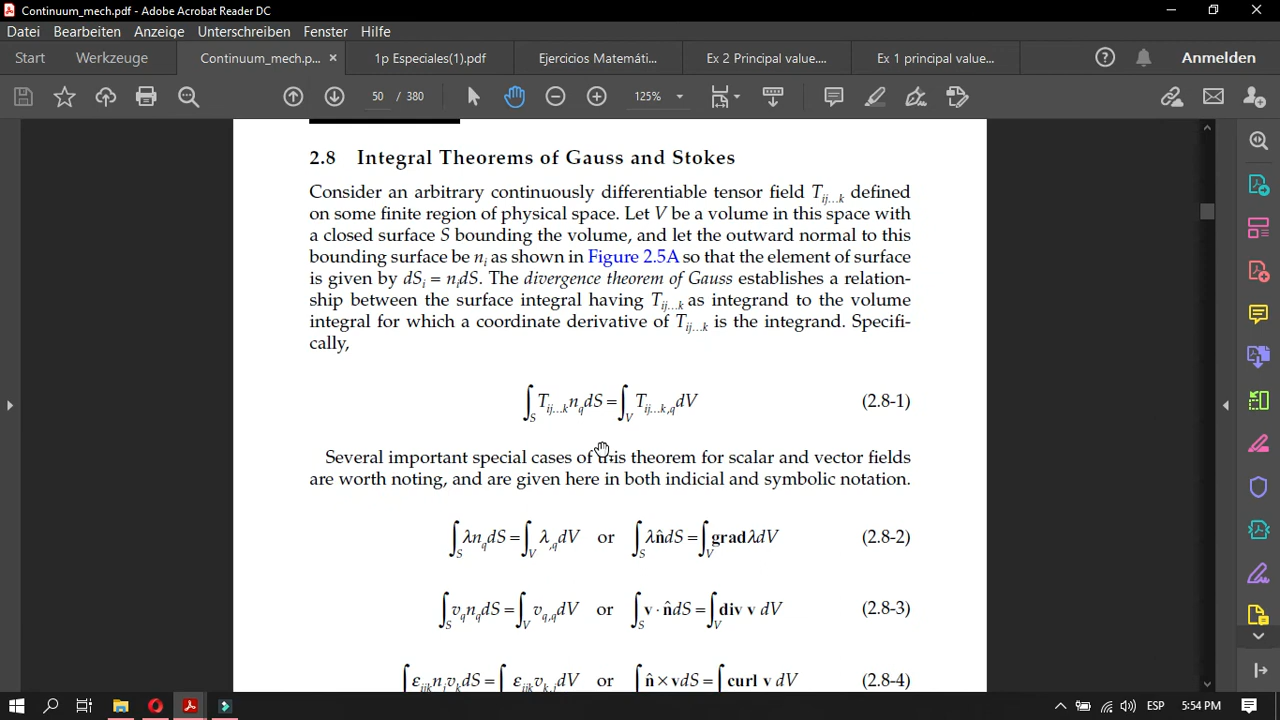 Continuum_mech.pdf - Adobe Acrobat Reader DC
Datei Bearbeiten Anzeige Unterschreiben Fenster Hilfe
Start Werkzeuge Continuum_mech.p... × 1p Especiales(1).pdf Ejercicios Matemáti... Ex 2 Principal value.... Ex 1 principal value... Anmelden
50 / 380 125%
2.8 Integral Theorems of Gauss and Stokes
Consider an arbitrary continuously differentiable tensor field T_{ij…k} defined
on some finite region of physical space. Let V be a volume in this space with
a closed surface S bounding the volume, and let the outward normal to this
bounding surface be n_i as shown in Figure 2.5A so that the element of surface
is given by dS_i = n_i dS. The divergence theorem of Gauss establishes a relation-
ship between the surface integral having T_{ij…k} as integrand to the volume
integral for which a coordinate derivative of T_{ij…k} is the integrand. Specifi-
cally,
∫_S T_{ij…k} n_q dS = ∫_V T_{ij…k,q} dV (2.8-1)
Several important special cases of this theorem for scalar and vector fields
are worth noting, and are given here in both indicial and symbolic notation.
∫_S λn_q dS = ∫_V λ_{,q} dV or ∫_S λn̂dS = ∫_V gradλdV (2.8-2)
∫_S v_q n_q dS = ∫_V v_{q,q} dV or ∫_S v · n̂dS = ∫_V div v dV (2.8-3)
∫ ε_{ijk} n_j v_k dS = ∫ ε_{ijk} v_{k,j} dV or ∫ n̂ × vdS = ∫ curl v dV (2.8-4)
ESP 5:54 PM